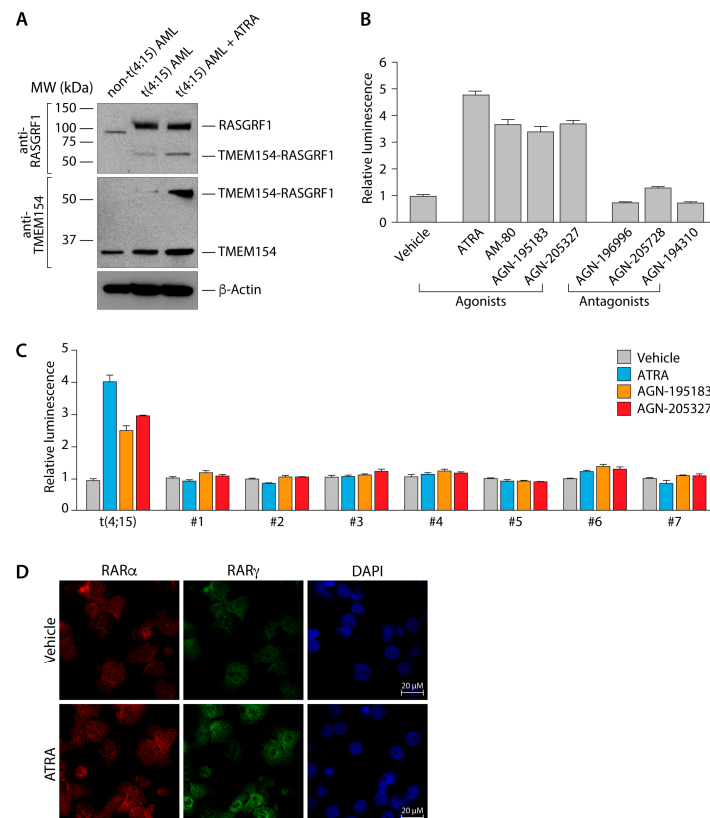 A
non-t(4:15) AML
t(4:15) AML
t(4:15) AML + ATRA
MW (kDa)
anti-
RASGRF1
150
100
75
50
RASGRF1
TMEM154-RASGRF1
anti-
TMEM154
50
37
TMEM154-RASGRF1
TMEM154
β-Actin
B
Relative luminescence
6
5
4
3
2
1
0
Vehicle
ATRA
AM-80
AGN-195183
AGN-205327
AGN-196996
AGN-205728
AGN-194310
Agonists
Antagonists
C
Relative luminescence
5
4
3
2
1
0
t(4;15)
#1
#2
#3
#4
#5
#6
#7
Vehicle
ATRA
AGN-195183
AGN-205327
D
RARα
RARγ
DAPI
Vehicle
20 µM
ATRA
20 µM